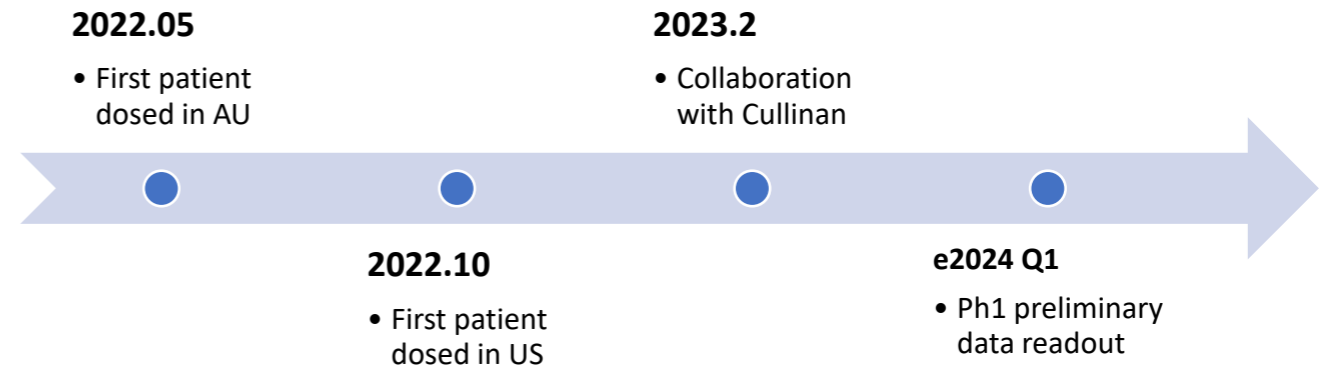 2022.05
• First patient
dosed in AU
2022.10
• First patient
dosed in US
2023.2
• Collaboration
with Cullinan
e2024 Q1
• Ph1 preliminary
data readout